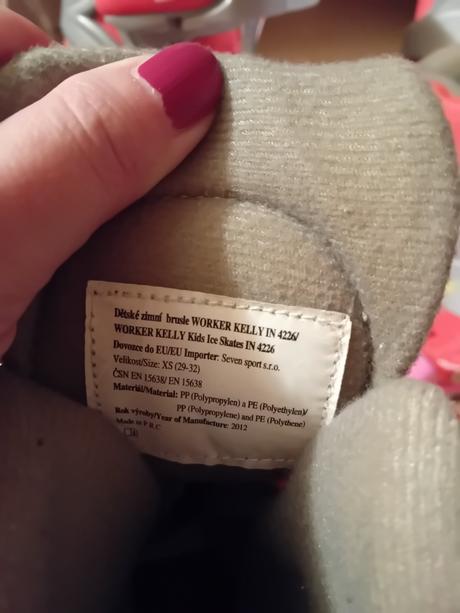 Dětské zimní brusle WORKER KELLY IN 4226/
WORKER KELLY Kids Ice Skates IN 4226
Dovozce do EU/EU Importer: Seven sport s.r.o.
Velikost/Size: XS (29-32)
ČSN EN 15638/ EN 15638
Materiál/Material: PP (Polypropylen) a PE (Polyethylen)/
PP (Polypropylene) and PE (Polythene)
Rok výroby/Year of Manufacture: 2012
Made in P.R.C